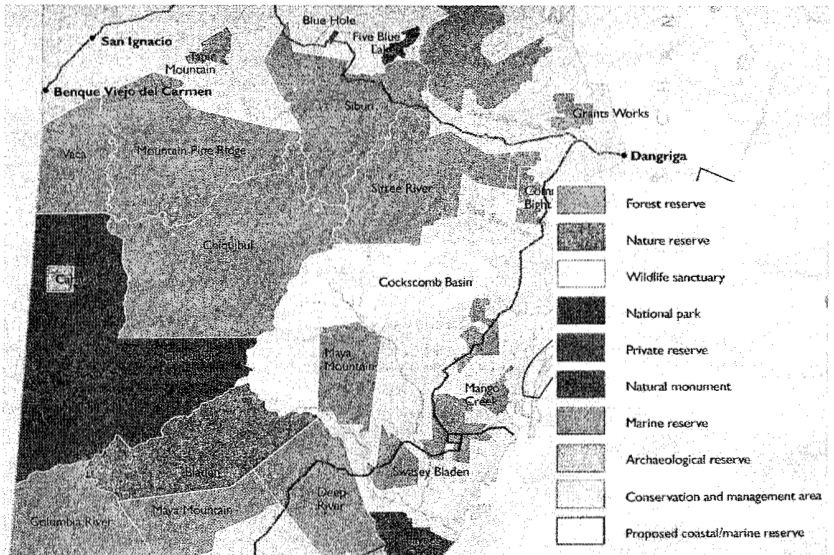 Blue Hole
San Ignacio
Five Blue
Mountain
Benque Viejo del Carmen
Sibun
Grants Works
Vaca
Mountain Pine Ridge
Dangriga
Sittee River
Bight
Forest reserve
Chiquibul
Nature reserve
Cockscomb Basin
Wildlife sanctuary
National park
Private reserve
Maya
Mountain
Mango
Creek
Natural monument
Marine reserve
Bladen
Swasey Bladen
Archaeological reserve
Deep
River
Maya Mountain
Columbia River
Conservation and management area
Proposed coastal/marine reserve